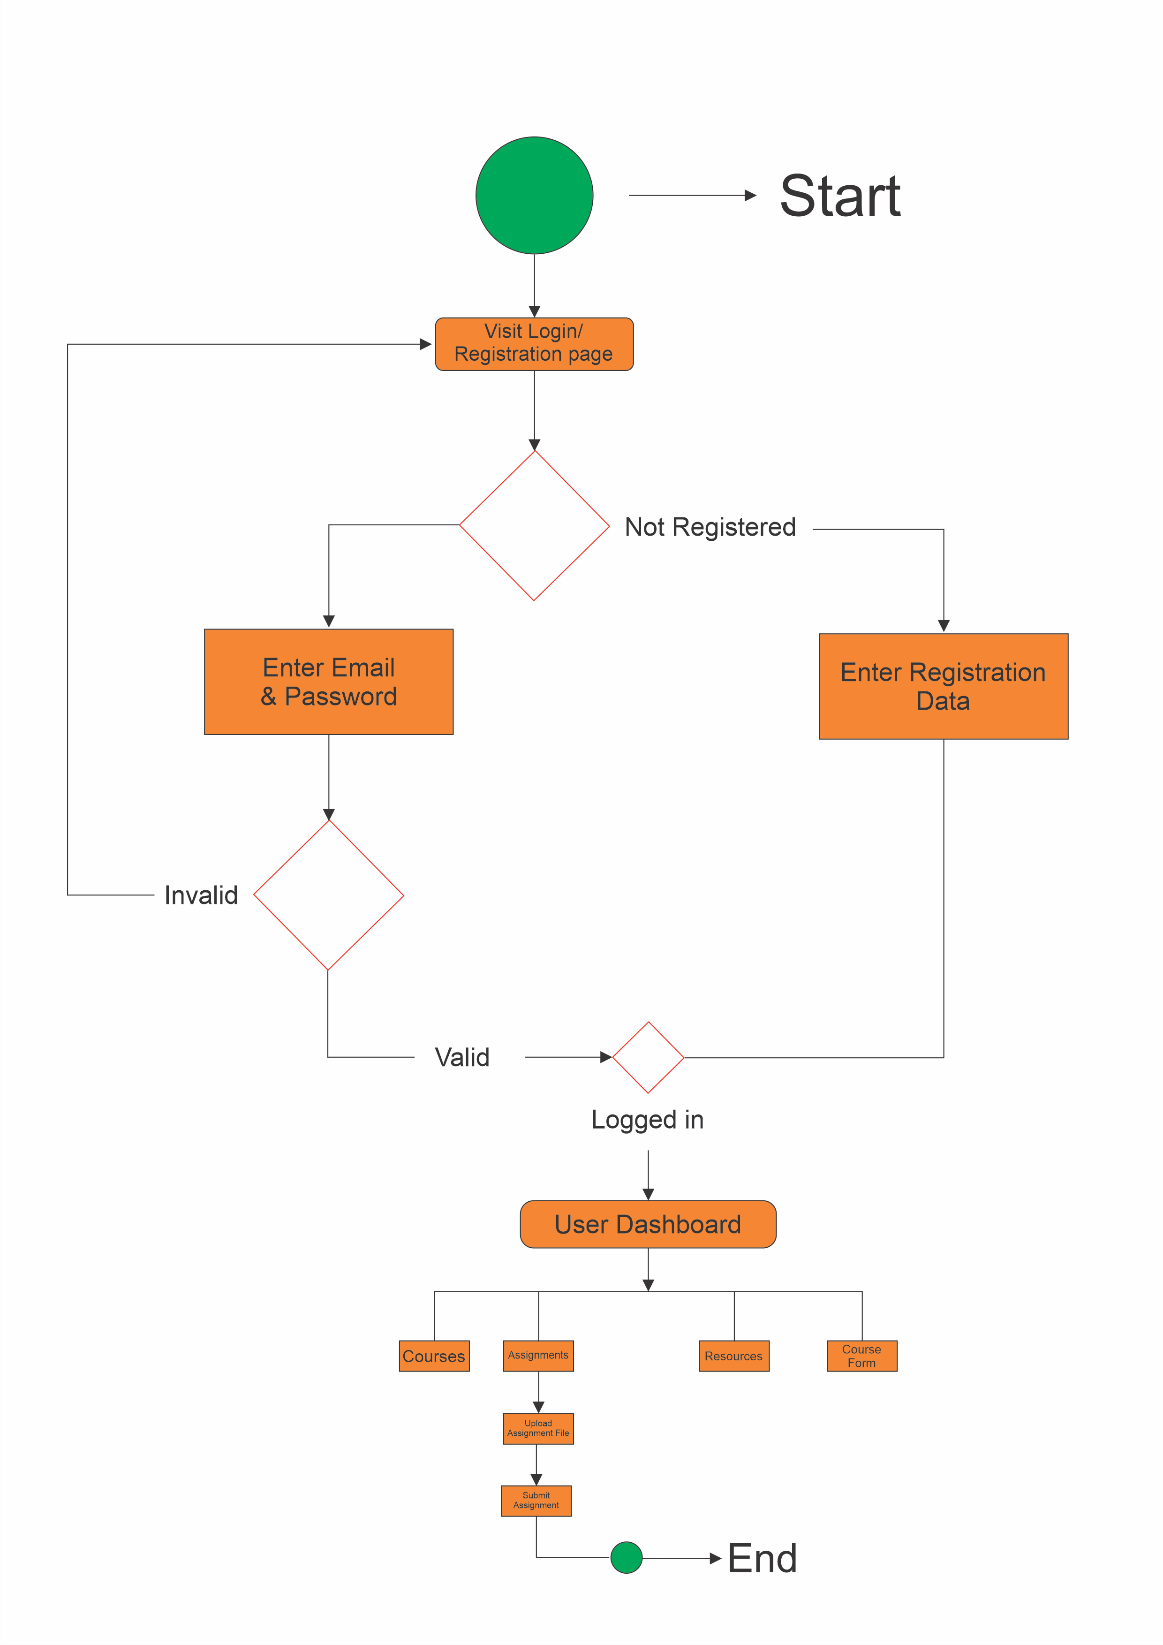 Start
Visit Login/
Registration page
Not Registered
Enter Email
& Password
Enter Registration
Data
Invalid
Valid
Logged in
User Dashboard
Courses
Assignments
Resources
Course
Form
Upload
Assignment File
Submit
Assignment
End